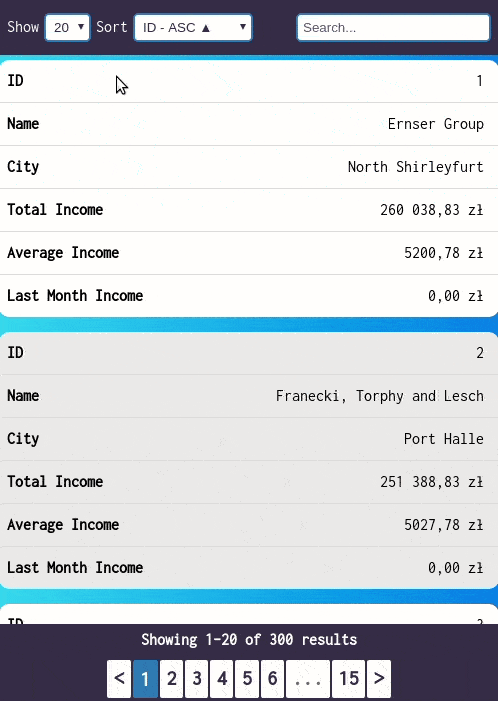 Show 20 ▼ Sort ID - ASC ▲ ▼ Search...
ID 1
Name Ernser Group
City North Shirleyfurt
Total Income 260 038,83 zł
Average Income 5200,78 zł
Last Month Income 0,00 zł
ID 2
Name Franecki, Torphy and Lesch
City Port Halle
Total Income 251 388,83 zł
Average Income 5027,78 zł
Last Month Income 0,00 zł
ID 3
Showing 1-20 of 300 results
< 1 2 3 4 5 6 ... 15 >